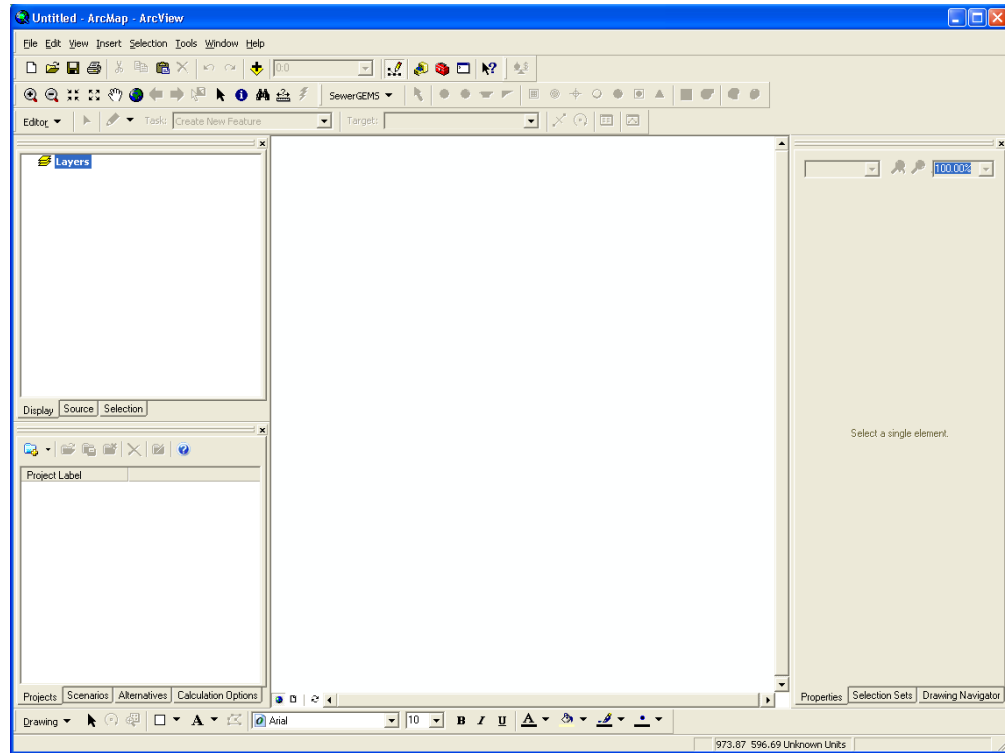 Untitled - ArcMap - ArcView
File Edit View Insert Selection Tools Window Help
0:0
SewerGEMS
Editor Task: Create New Feature Target:
Layers
100.00%
Display Source Selection
Select a single element.
Project Label
Projects Scenarios Alternatives Calculation Options
Properties Selection Sets Drawing Navigator
Drawing A Arial 10 B I U A
973.87 596.69 Unknown Units